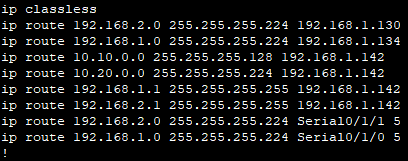 ip classless
ip route 192.168.2.0 255.255.255.224 192.168.1.130
ip route 192.168.1.0 255.255.255.224 192.168.1.134
ip route 10.10.0.0 255.255.255.128 192.168.1.142
ip route 10.20.0.0 255.255.255.224 192.168.1.142
ip route 192.168.1.1 255.255.255.255 192.168.1.142
ip route 192.168.2.1 255.255.255.255 192.168.1.142
ip route 192.168.2.0 255.255.255.224 Serial0/1/1 5
ip route 192.168.1.0 255.255.255.224 Serial0/1/0 5
!